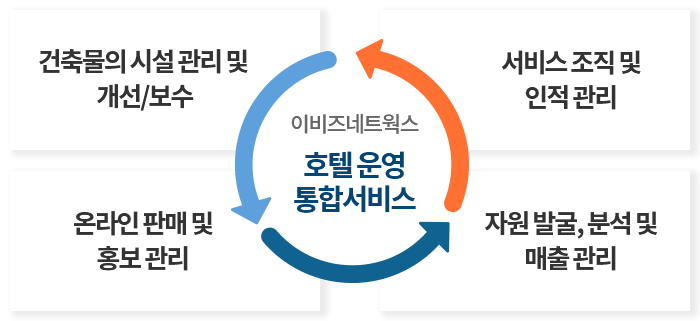 건축물의 시설 관리 및
개선/보수
서비스 조직 및
인적 관리
이비즈네트웍스
호텔 운영
통합서비스
온라인 판매 및
홍보 관리
자원 발굴, 분석 및
매출 관리